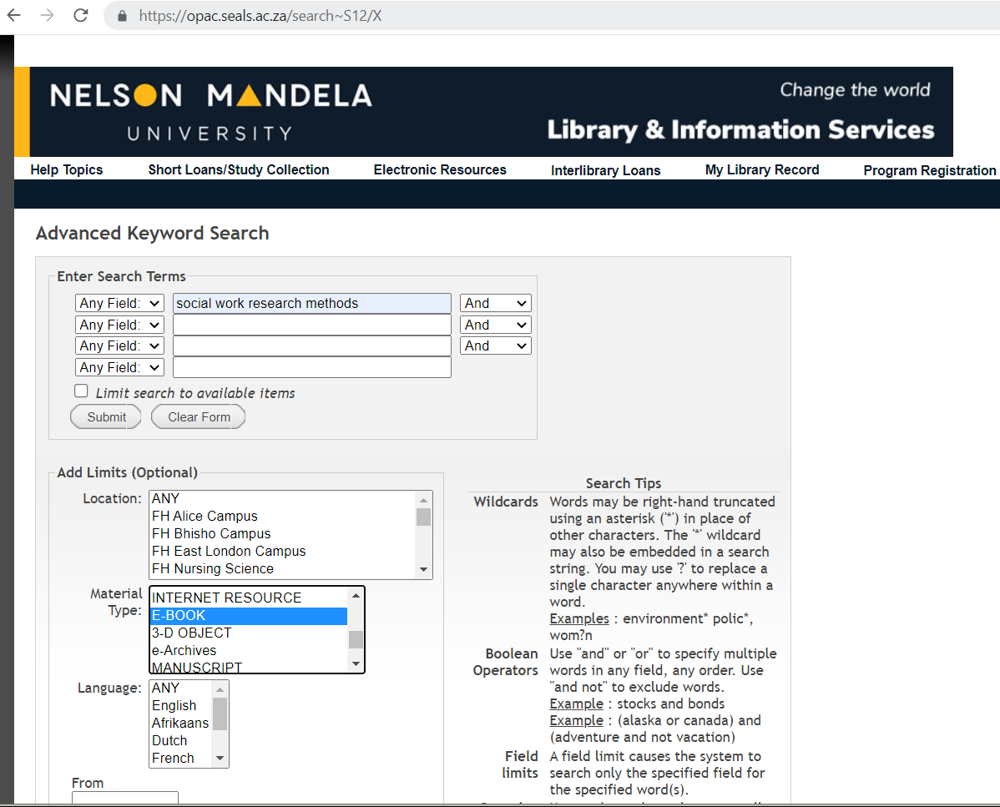 https://opac.seals.ac.za/search~S12/X
NELSON MANDELA
UNIVERSITY
Change the world
Library & Information Services
Help Topics Short Loans/Study Collection Electronic Resources Interlibrary Loans My Library Record Program Registration
Advanced Keyword Search
Enter Search Terms
Any Field: social work research methods And
Any Field: And
Any Field: And
Any Field:
Limit search to available items
Submit Clear Form
Add Limits (Optional)
Location: ANY
FH Alice Campus
FH Bhisho Campus
FH East London Campus
FH Nursing Science
Material
Type:
INTERNET RESOURCE
E-BOOK
3-D OBJECT
e-Archives
MANUSCRIPT
Language: ANY
English
Afrikaans
Dutch
French
From
Search Tips
Wildcards Words may be right-hand truncated
using an asterisk ('*') in place of
other characters. The '*' wildcard
may also be embedded in a search
string. You may use '?' to replace a
single character anywhere within a
word.
Examples : environment* polic*,
wom?n
Boolean Use "and" or "or" to specify multiple
Operators words in any field, any order. Use
"and not" to exclude words.
Example : stocks and bonds
Example : (alaska or canada) and
(adventure and not vacation)
Field A field limit causes the system to
limits search only the specified field for
the specified word(s).